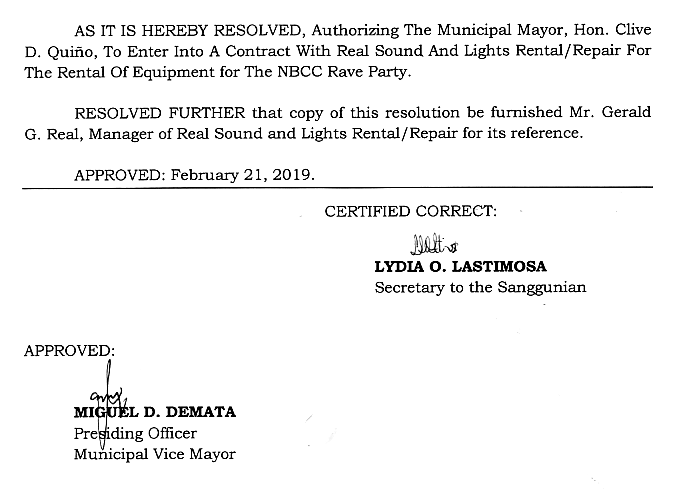 AS IT IS HEREBY RESOLVED, Authorizing The Municipal Mayor, Hon. Clive
D. Quiño, To Enter Into A Contract With Real Sound And Lights Rental/Repair For
The Rental Of Equipment for The NBCC Rave Party.
RESOLVED FURTHER that copy of this resolution be furnished Mr. Gerald
G. Real, Manager of Real Sound and Lights Rental/Repair for its reference.
APPROVED: February 21, 2019.
CERTIFIED CORRECT:
LYDIA O. LASTIMOSA
Secretary to the Sanggunian
APPROVED:
MIGUEL D. DEMATA
Presiding Officer
Municipal Vice Mayor